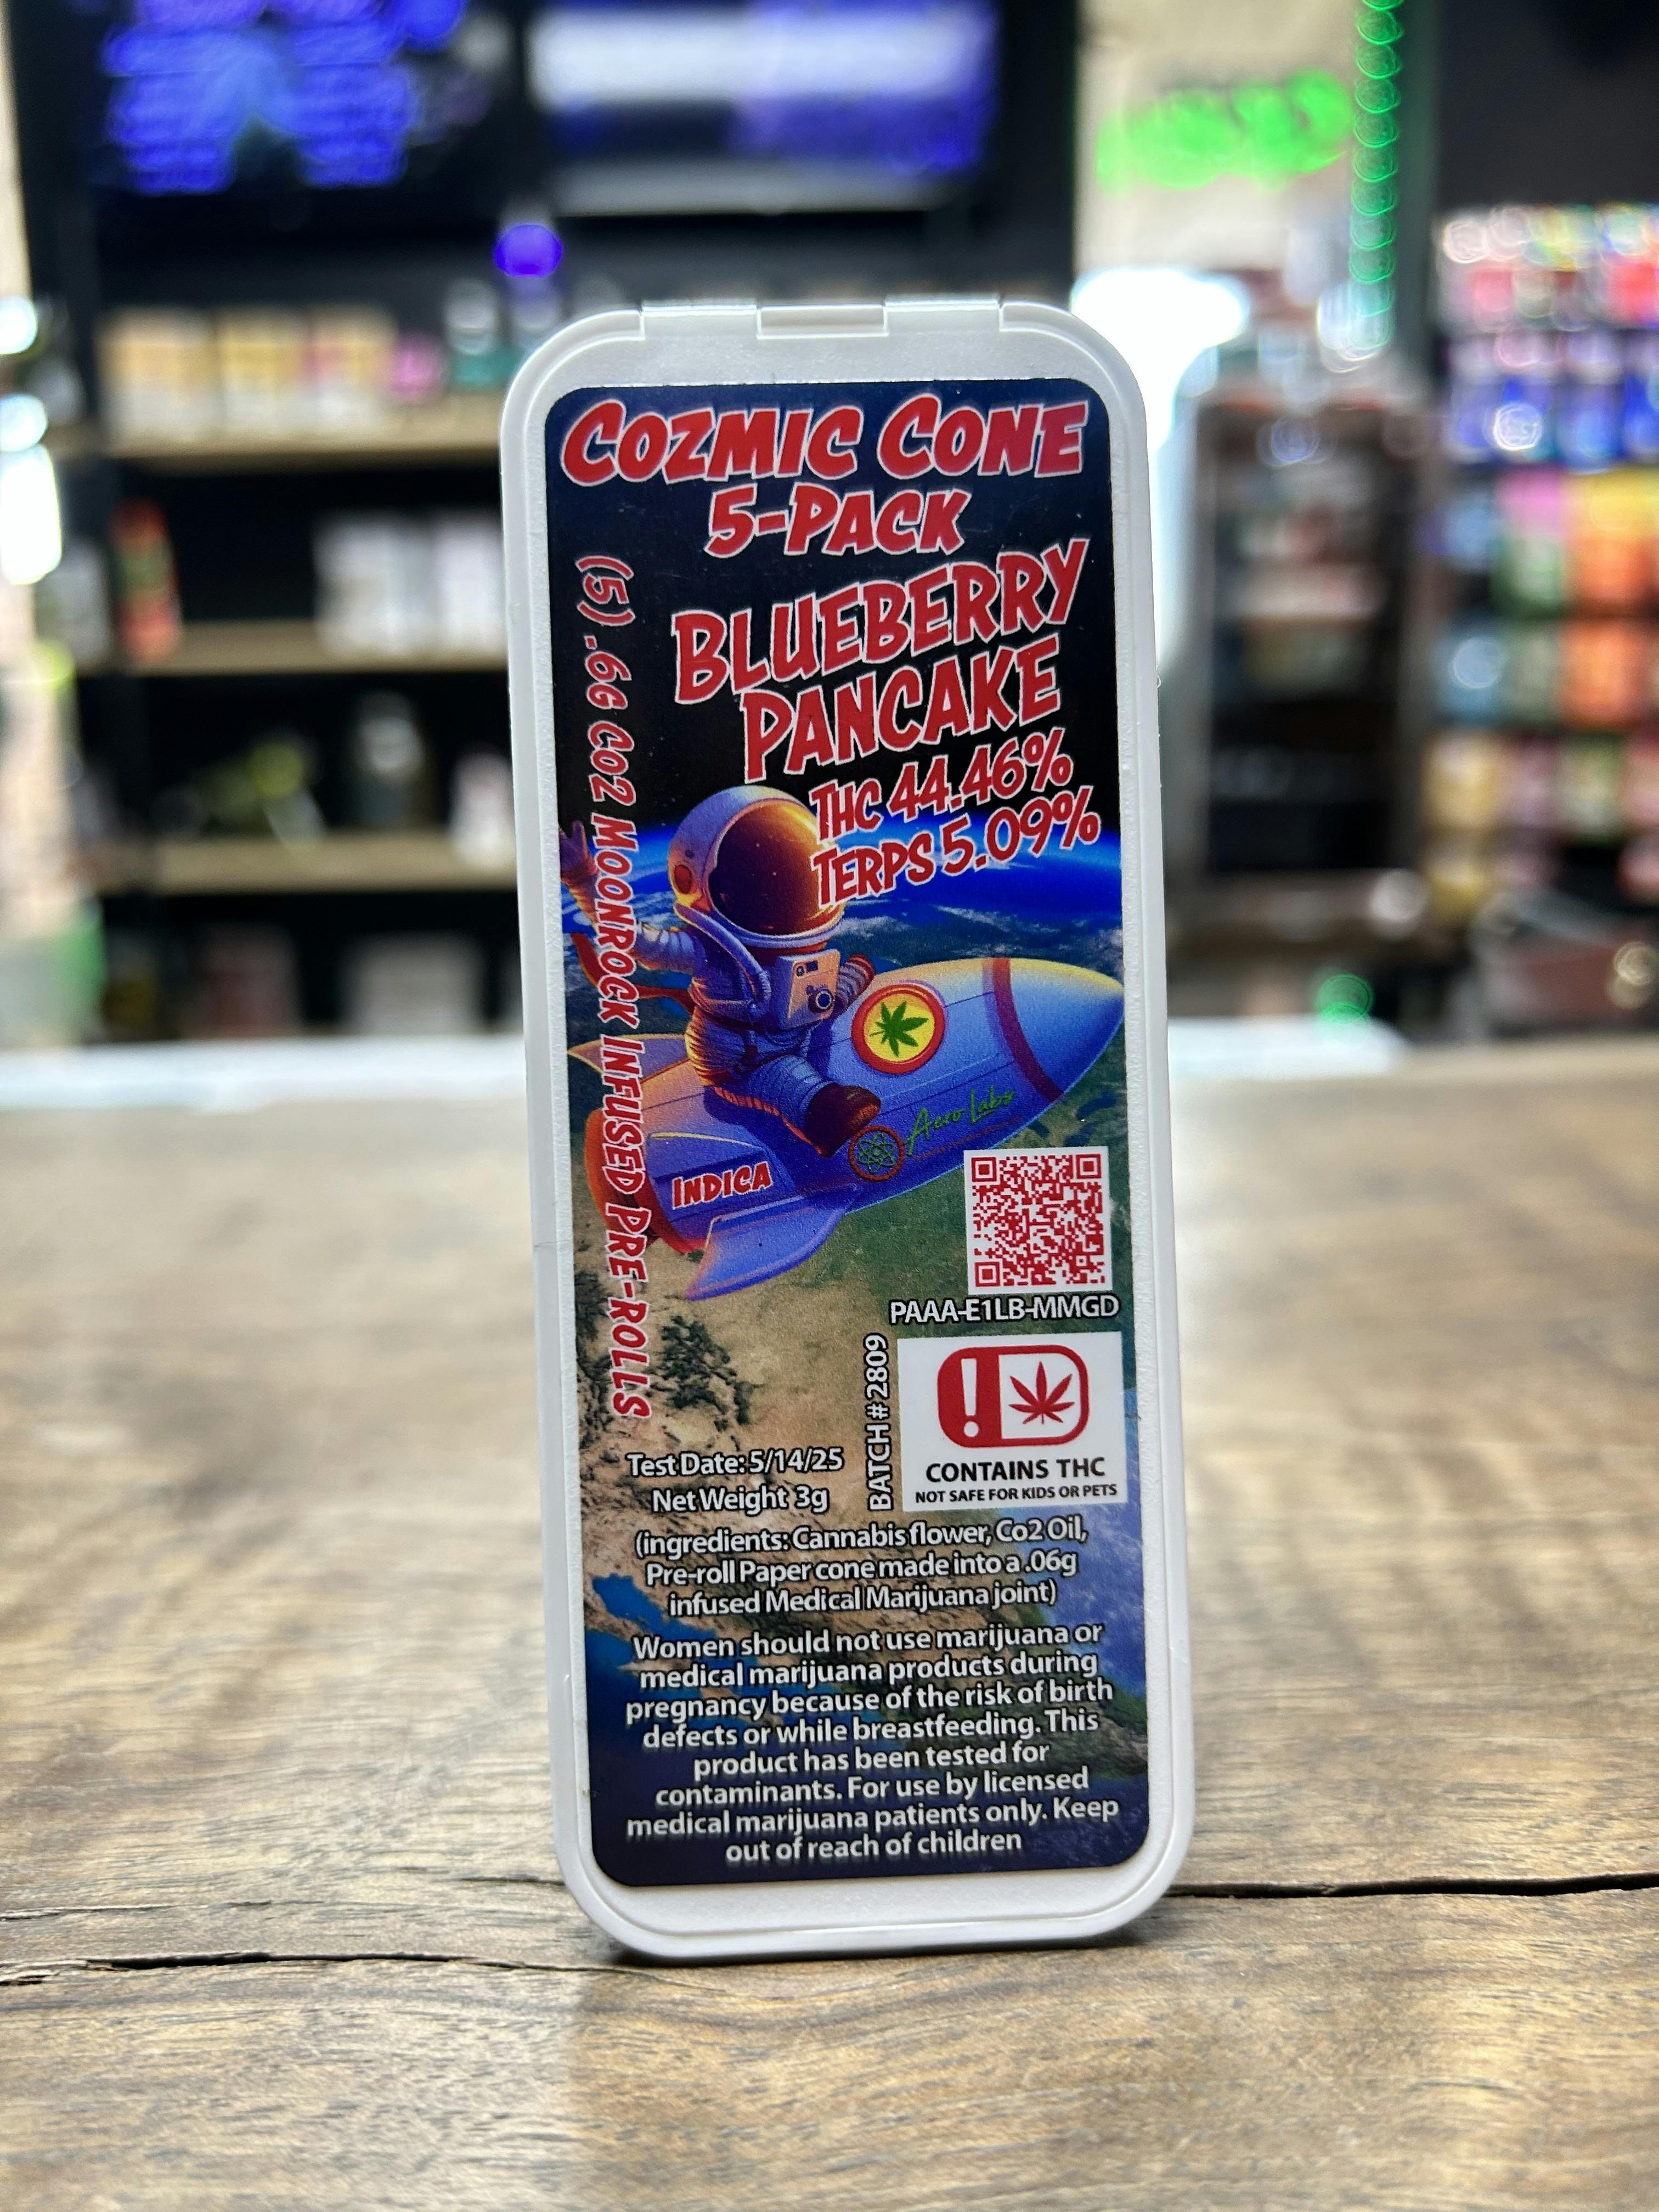 COZMIC CONE
5-PACK
BLUEBERRY
PANCAKE
THC 44.46%
TERPS 5.09%
(5) .6G CO2 MOONROCK INFUSED PRE-ROLLS
Aero Labs
INDICA
PAAA-E1LB-MMGD
BATCH # 2809
CONTAINS THC
NOT SAFE FOR KIDS OR PETS
Test Date: 5/14/25
Net Weight 3g
(ingredients: Cannabis flower, Co2 Oil,
Pre-roll Paper cone made into a .06g
infused Medical Marijuana joint)
Women should not use marijuana or
medical marijuana products during
pregnancy because of the risk of birth
defects or while breastfeeding. This
product has been tested for
contaminants. For use by licensed
medical marijuana patients only. Keep
out of reach of children